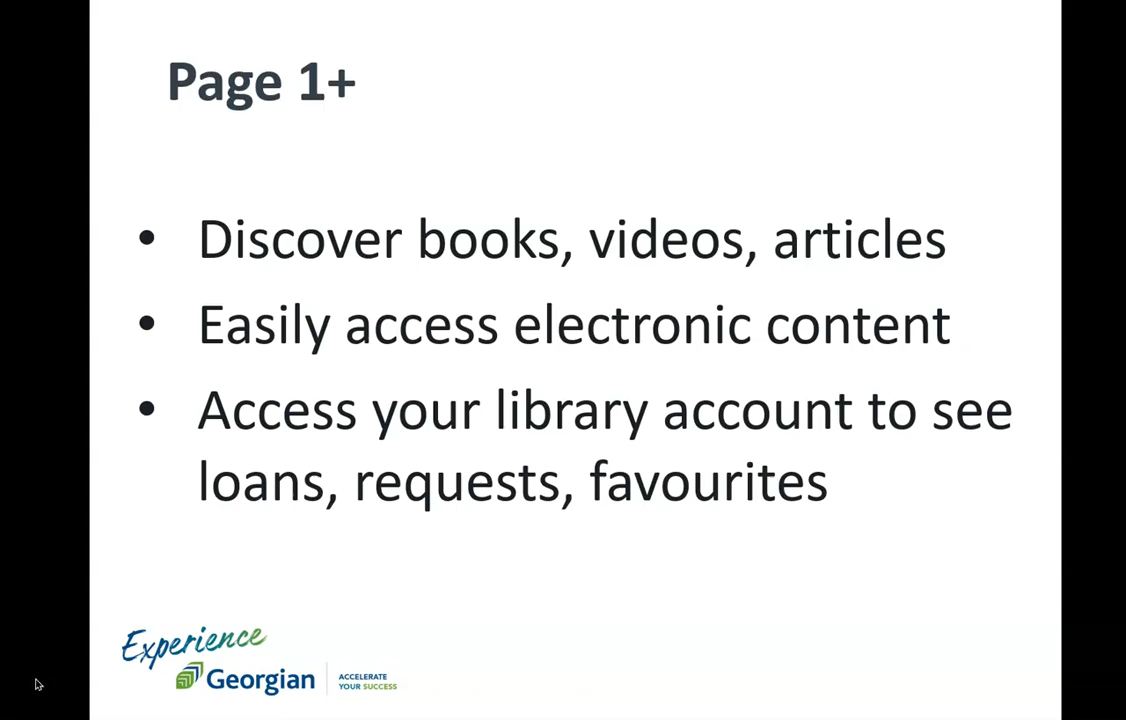 Page 1+
• Discover books, videos, articles
• Easily access electronic content
• Access your library account to see
loans, requests, favourites
Experience
Georgian
ACCELERATE
YOUR SUCCESS